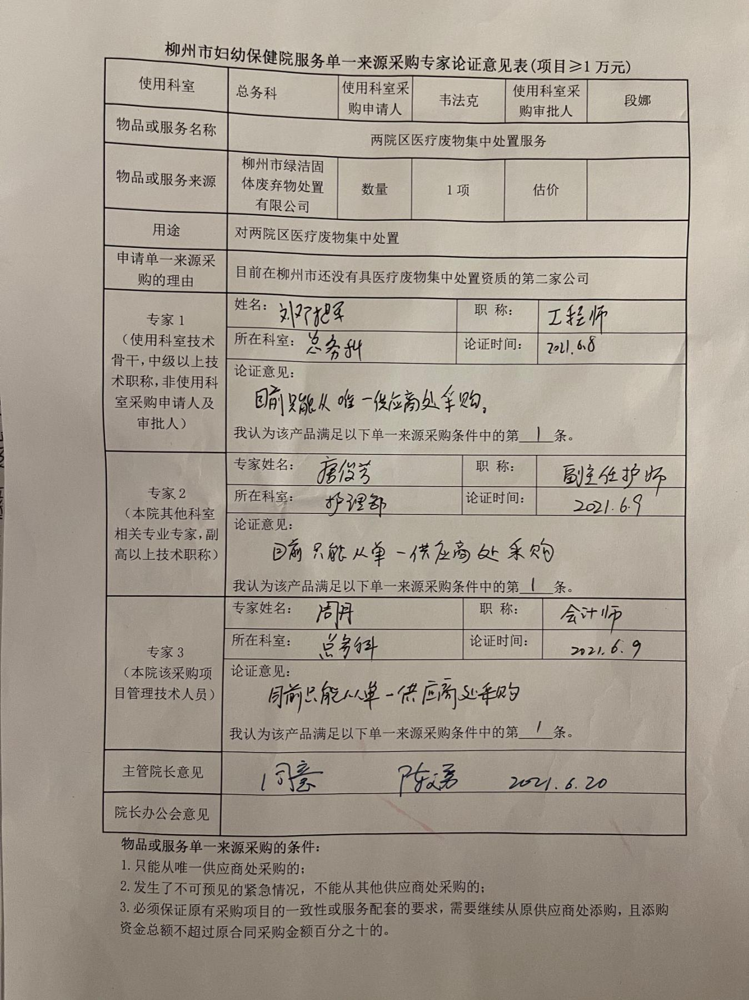 柳州市妇幼保健院服务单一来源采购专家论证意见表(项目≥1万元)
使用科室
总务科
使用科室采
购申请人
韦法克
使用科室采
购审批人
段娜
物品或服务名称
两院区医疗废物集中处置服务
物品或服务来源
柳州市绿洁固
体废弃物处置
有限公司
数量
1项
估价
用途
对两院区医疗废物集中处置
申请单一来源采
购的理由
目前在柳州市还没有具医疗废物集中处置资质的第二家公司
专家1
（使用科室技术
骨干,中级以上技
术职称,非使用科
室采购申请人及
审批人）
姓名：
职 称：
工程师
所在科室：
总务科
论证时间：
2021.6.8
论证意见：
目前只能从唯一供应商处采购。
我认为该产品满足以下单一来源采购条件中的第1条。
专家2
（本院其他科室
相关专业专家,副
高以上技术职称）
专家姓名：
唐俊芳
职 称：
副主任护师
所在科室：
护理部
论证时间：
2021.6.9
论证意见：
目前只能从单一供应商处采购
我认为该产品满足以下单一来源采购条件中的第1条。
专家3
（本院该采购项
目管理技术人员）
专家姓名：
周丹
职 称：
会计师
所在科室：
总务科
论证时间：
2021.6.9
论证意见：
目前只能从单一供应商处采购
我认为该产品满足以下单一来源采购条件中的第1条。
主管院长意见
同意
2021.6.20
院长办公会意见
物品或服务单一来源采购的条件：
1.只能从唯一供应商处采购的；
2.发生了不可预见的紧急情况，不能从其他供应商处采购的；
3.必须保证原有采购项目的一致性或服务配套的要求，需要继续从原供应商处添购，且添购
资金总额不超过原合同采购金额百分之十的。